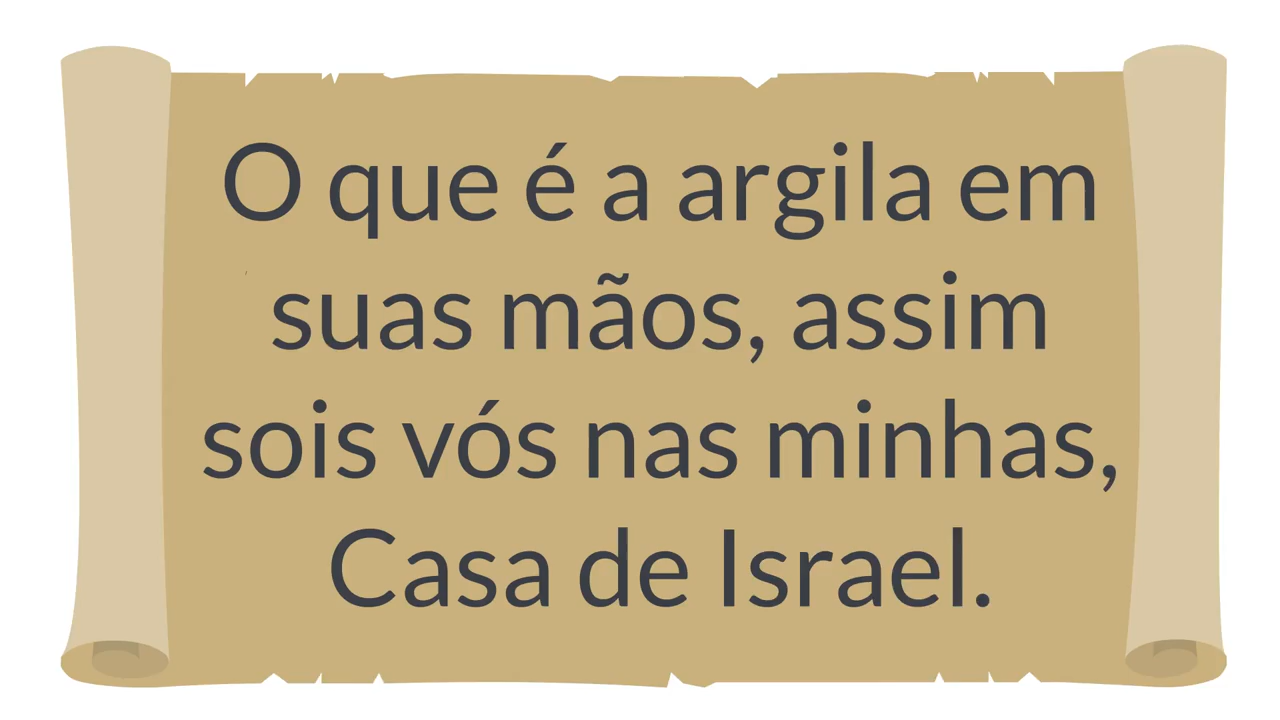 O que é a argila em
suas mãos, assim
sois vós nas minhas,
Casa de Israel.